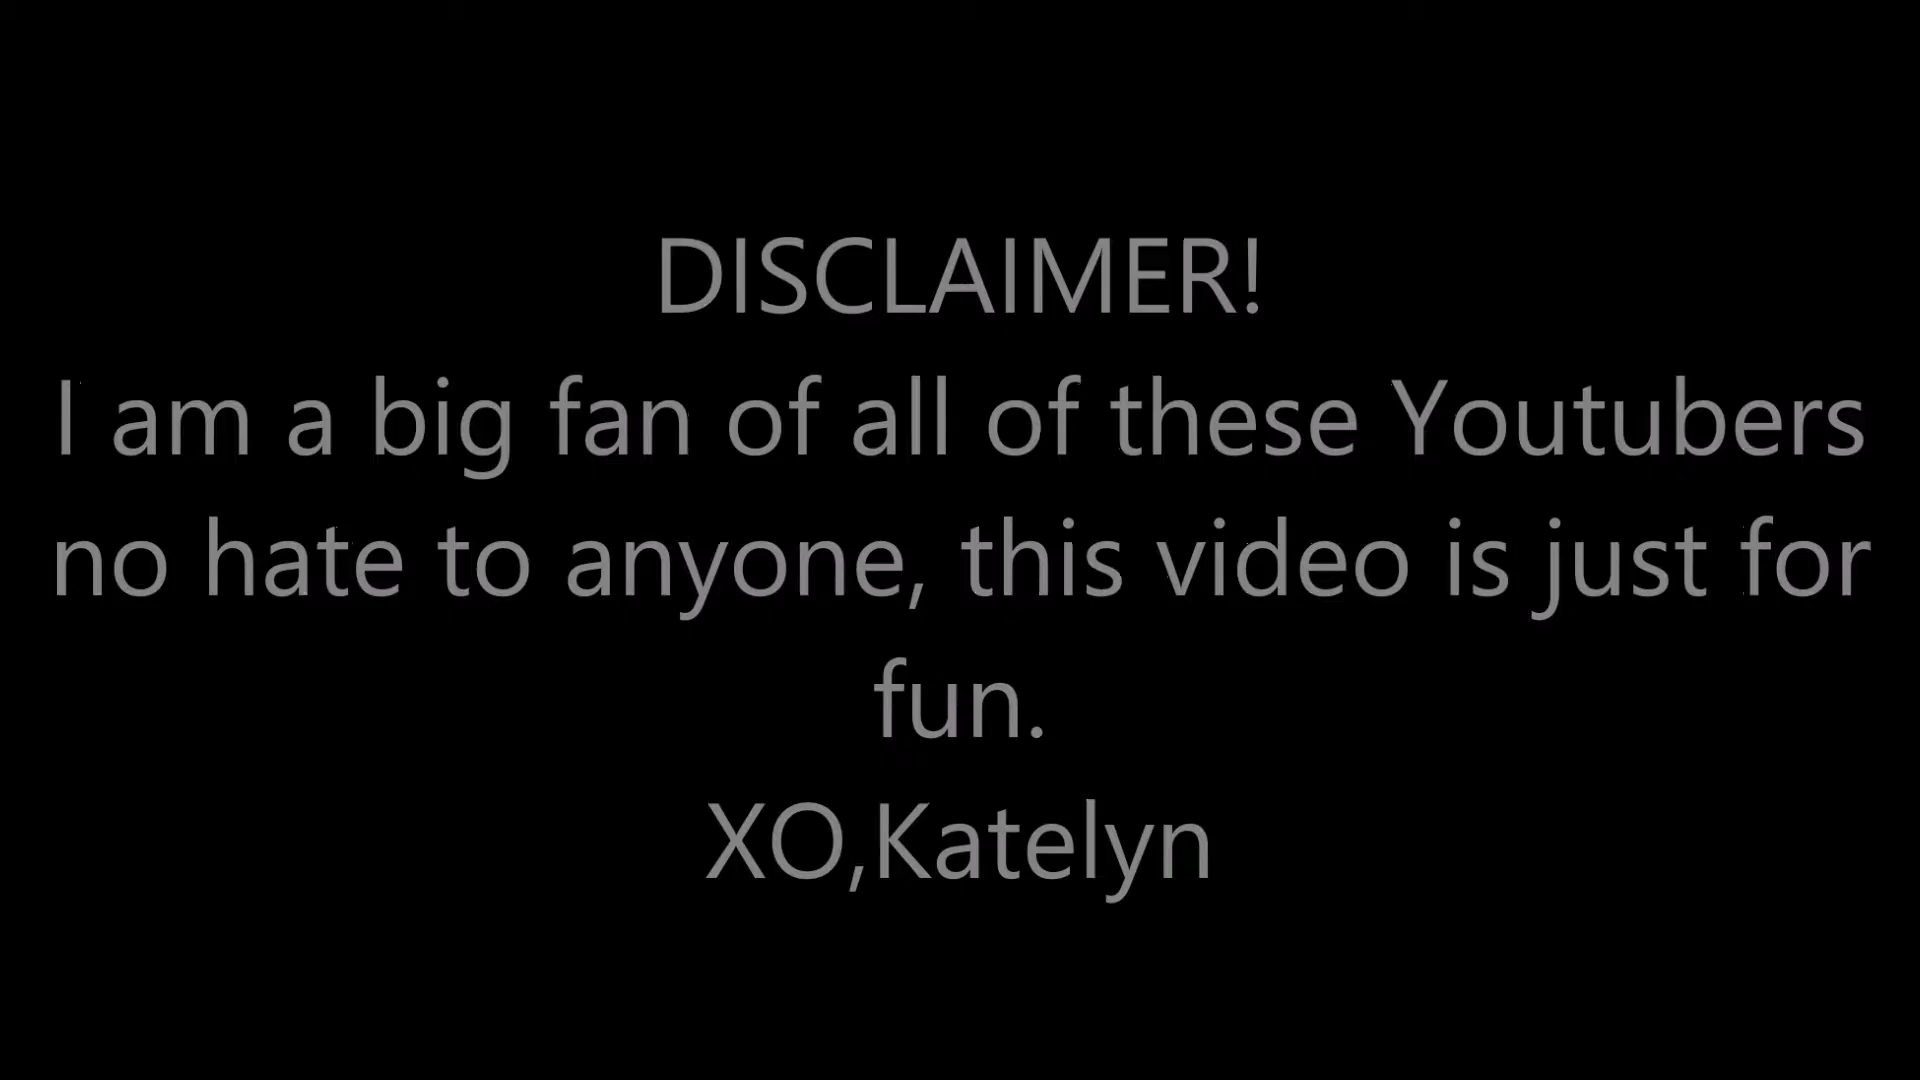 DISCLAIMER!
I am a big fan of all of these Youtubers
no hate to anyone, this video is just for
fun.
XO,Katelyn